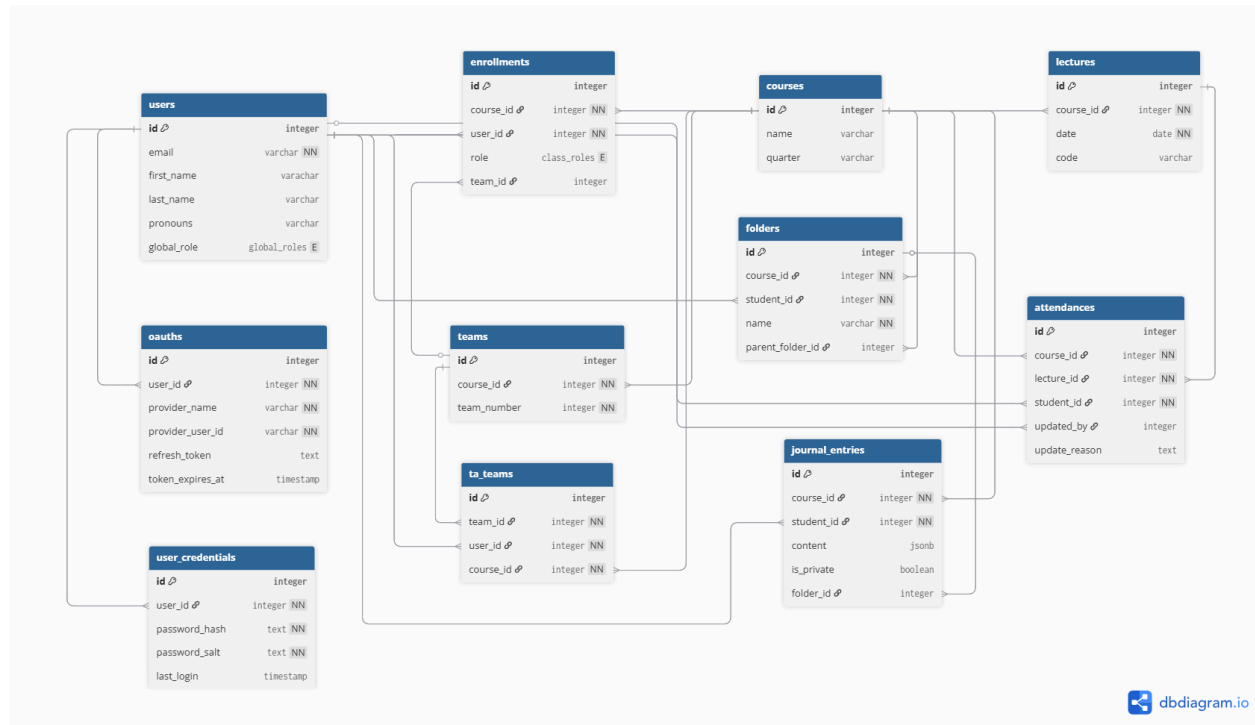 users
id integer
email varchar NN
first_name varachar
last_name varchar
pronouns varchar
global_role global_roles E
oauths
id integer
user_id integer NN
provider_name varchar NN
provider_user_id varchar NN
refresh_token text
token_expires_at timestamp
user_credentials
id integer
user_id integer NN
password_hash text NN
password_salt text NN
last_login timestamp
enrollments
id integer
course_id integer NN
user_id integer NN
role class_roles E
team_id integer
teams
id integer
course_id integer NN
team_number integer NN
ta_teams
id integer
team_id integer NN
user_id integer NN
course_id integer NN
courses
id integer
name varchar
quarter varchar
folders
id integer
course_id integer NN
student_id integer NN
name varchar NN
parent_folder_id integer
journal_entries
id integer
course_id integer NN
student_id integer NN
content jsonb
is_private boolean
folder_id integer
lectures
id integer
course_id integer NN
date date NN
code varchar
attendances
id integer
course_id integer NN
lecture_id integer NN
student_id integer NN
updated_by integer
update_reason text
dbdiagram.io